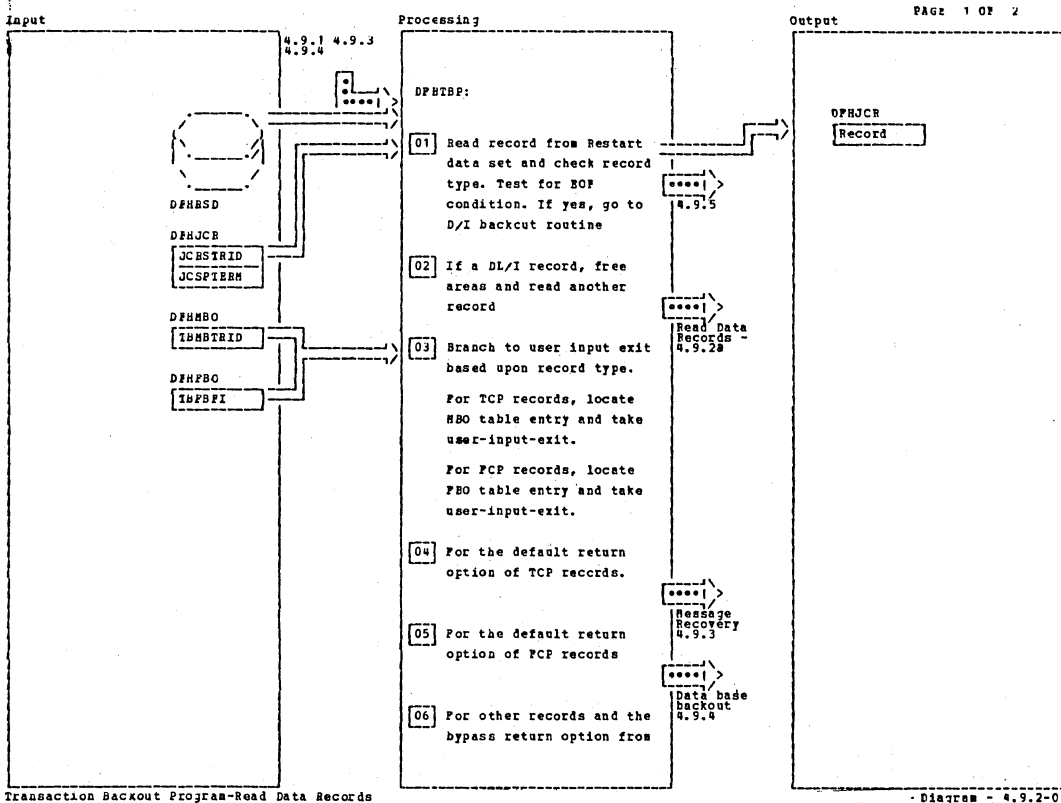 PAGE 1 OF 2
Input
Processing
Output
4.9.1 4.9.3
4.9.4
DFHTBP:
DFHRSD
DFHJCR
JCRSTRID
JCSPTERM
DFHMBO
TBMBTRID
DFHFBO
TBFBFI
01 Read record from Restart
data set and check record
type. Test for EOF
condition. If yes, go to
D/I backout routine
4.9.5
02 If a DL/I record, free
areas and read another
record
Read Data
Records -
4.9.2a
03 Branch to user input exit
based upon record type.
For TCP records, locate
MBO table entry and take
user-input-exit.
For FCP records, locate
FBO table entry and take
user-input-exit.
04 For the default return
option of TCP records.
Message
Recovery
4.9.3
05 For the default return
option of FCP records
Data base
backout
4.9.4
06 For other records and the
bypass return option from
DFHJCR
Record
Transaction Backout Program-Read Data Records
Diagram - 4.9.2-0